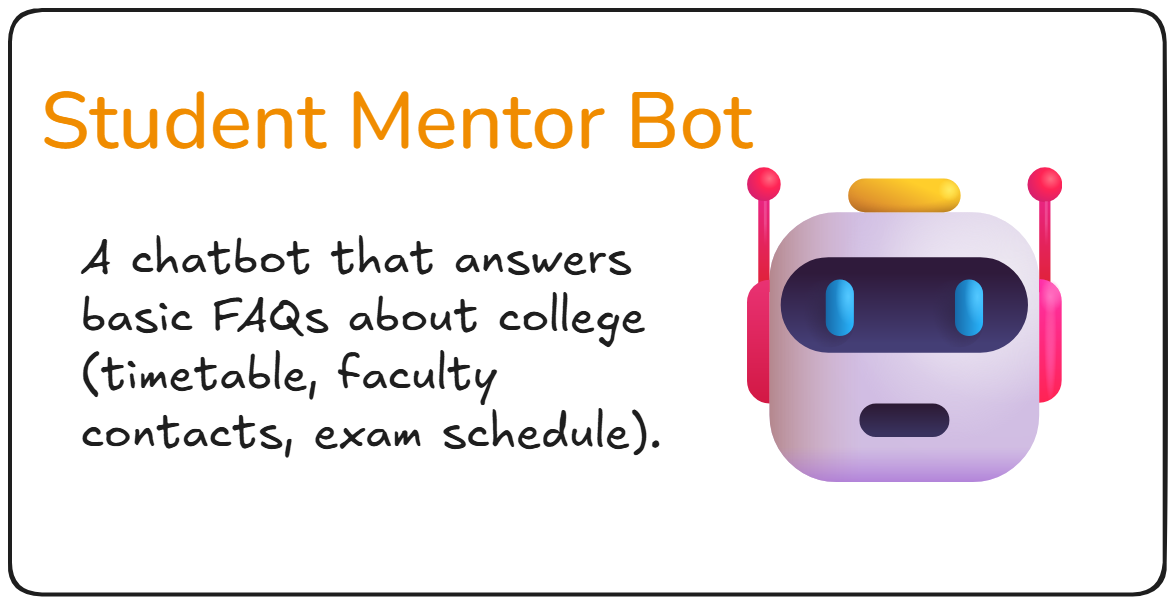 Student Mentor Bot
A chatbot that answers
basic FAQs about college
(timetable, faculty
contacts, exam schedule).